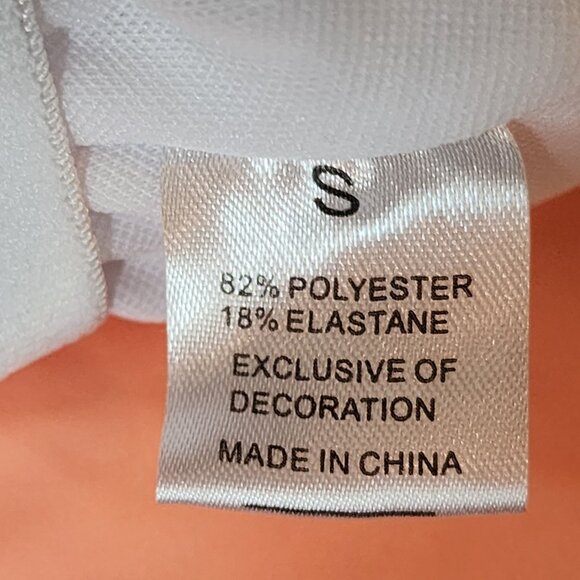 S
82% POLYESTER
18% ELASTANE
EXCLUSIVE OF
DECORATION
MADE IN CHINA